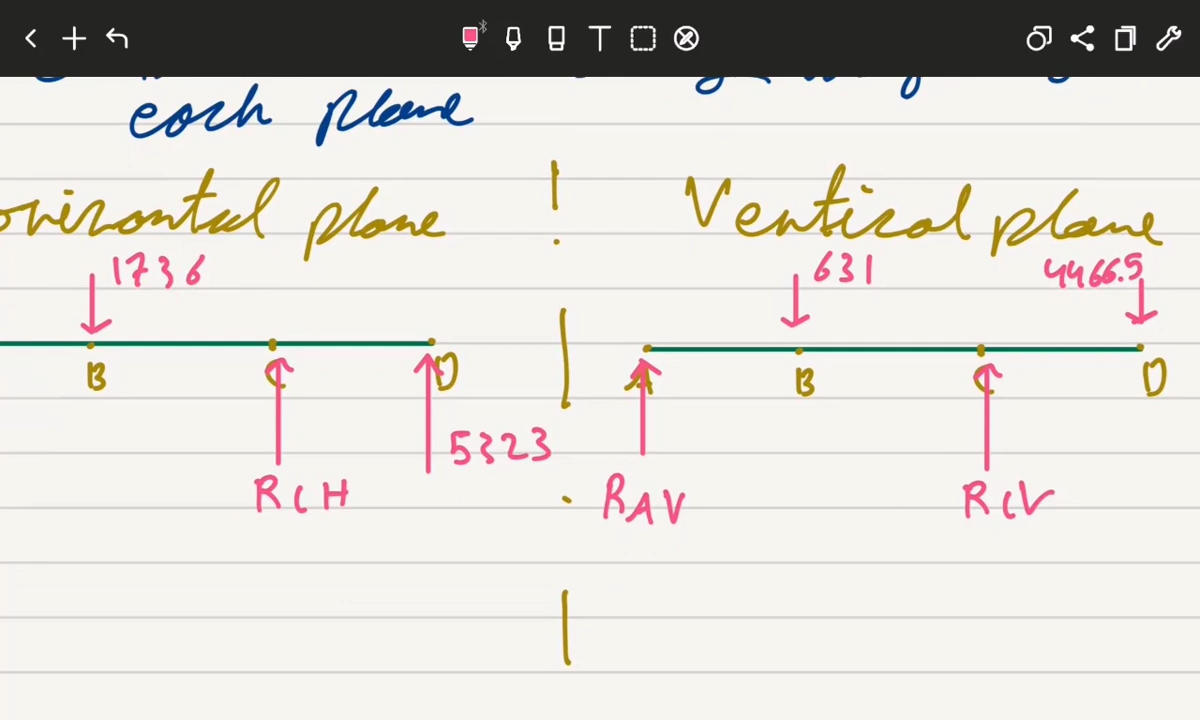 each plane
orizontal plane
Vertical plane
1736
631
4466.5
B
C
D
A
B
C
D
5323
RCH
RAV
RCV